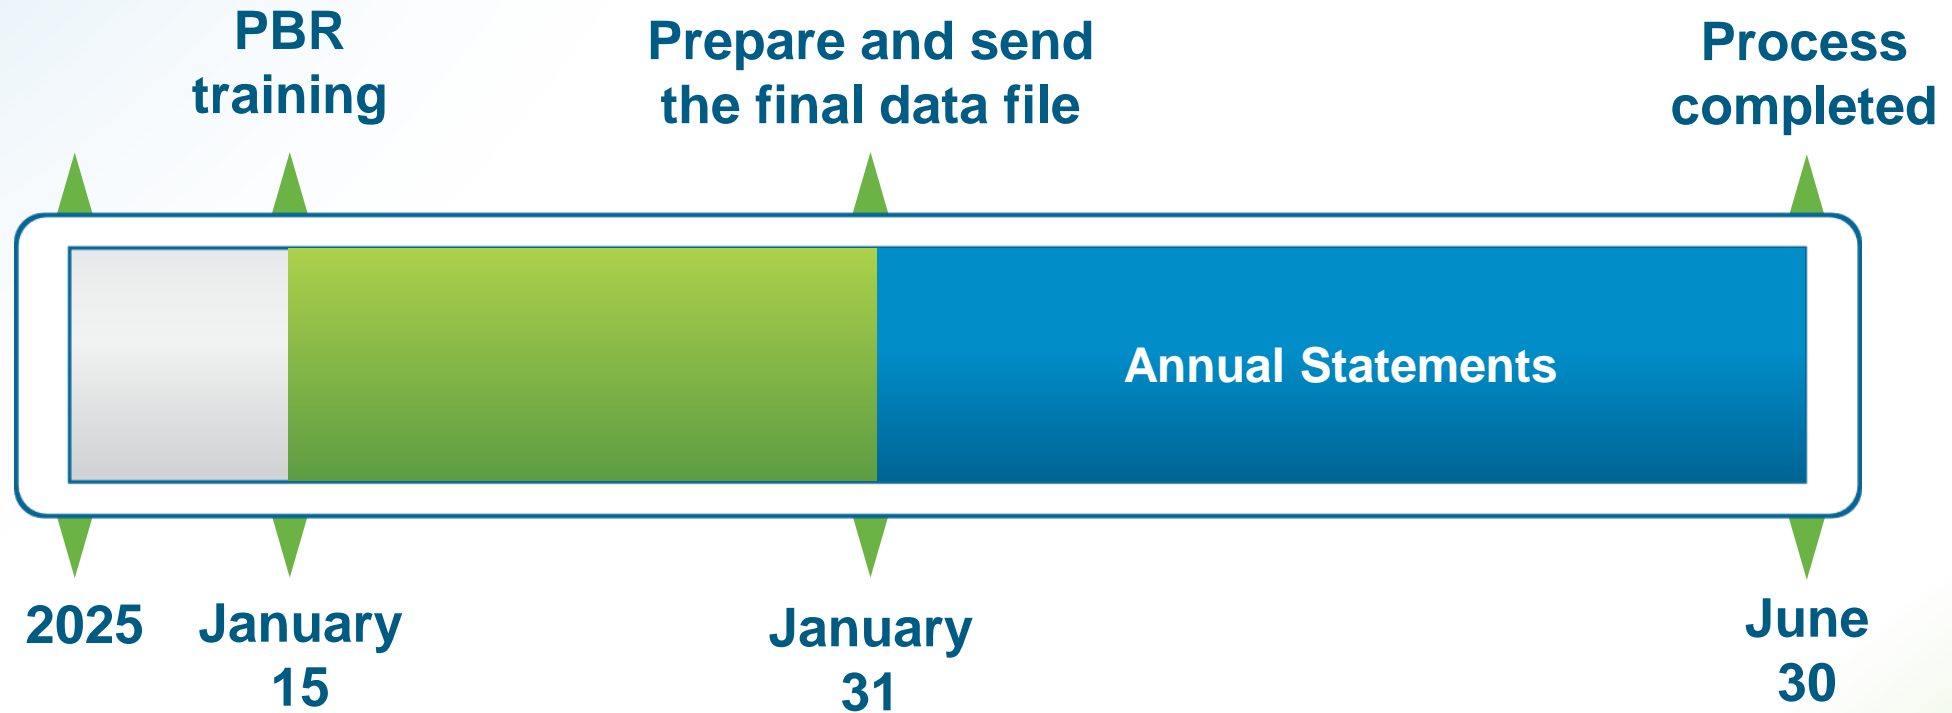 PBR
training
Prepare and send
the final data file
Process
completed
Annual Statements
2025
January
15
January
31
June
30